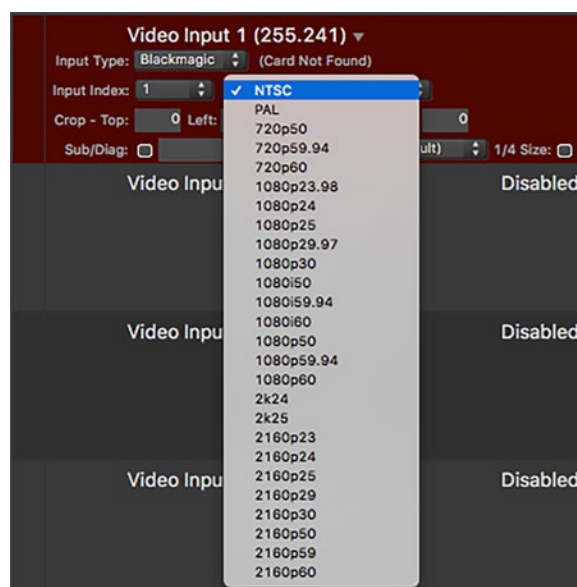 Video Input 1 (255.241) ▼
Input Type: Blackmagic (Card Not Found)
Input Index: 1 ✓ NTSC
PAL
Crop - Top: 0 Left: 0
720p50
720p59.94
Sub/Diag: ult) 1/4 Size:
720p60
Video Inpu Disabled
1080p23.98
1080p24
1080p25
1080p29.97
1080p30
1080i50
1080i59.94
1080i60
Video Inpu Disabled
1080p50
1080p59.94
1080p60
2k24
2k25
2160p23
2160p24
2160p25
Video Inpu Disabled
2160p29
2160p30
2160p50
2160p59
2160p60